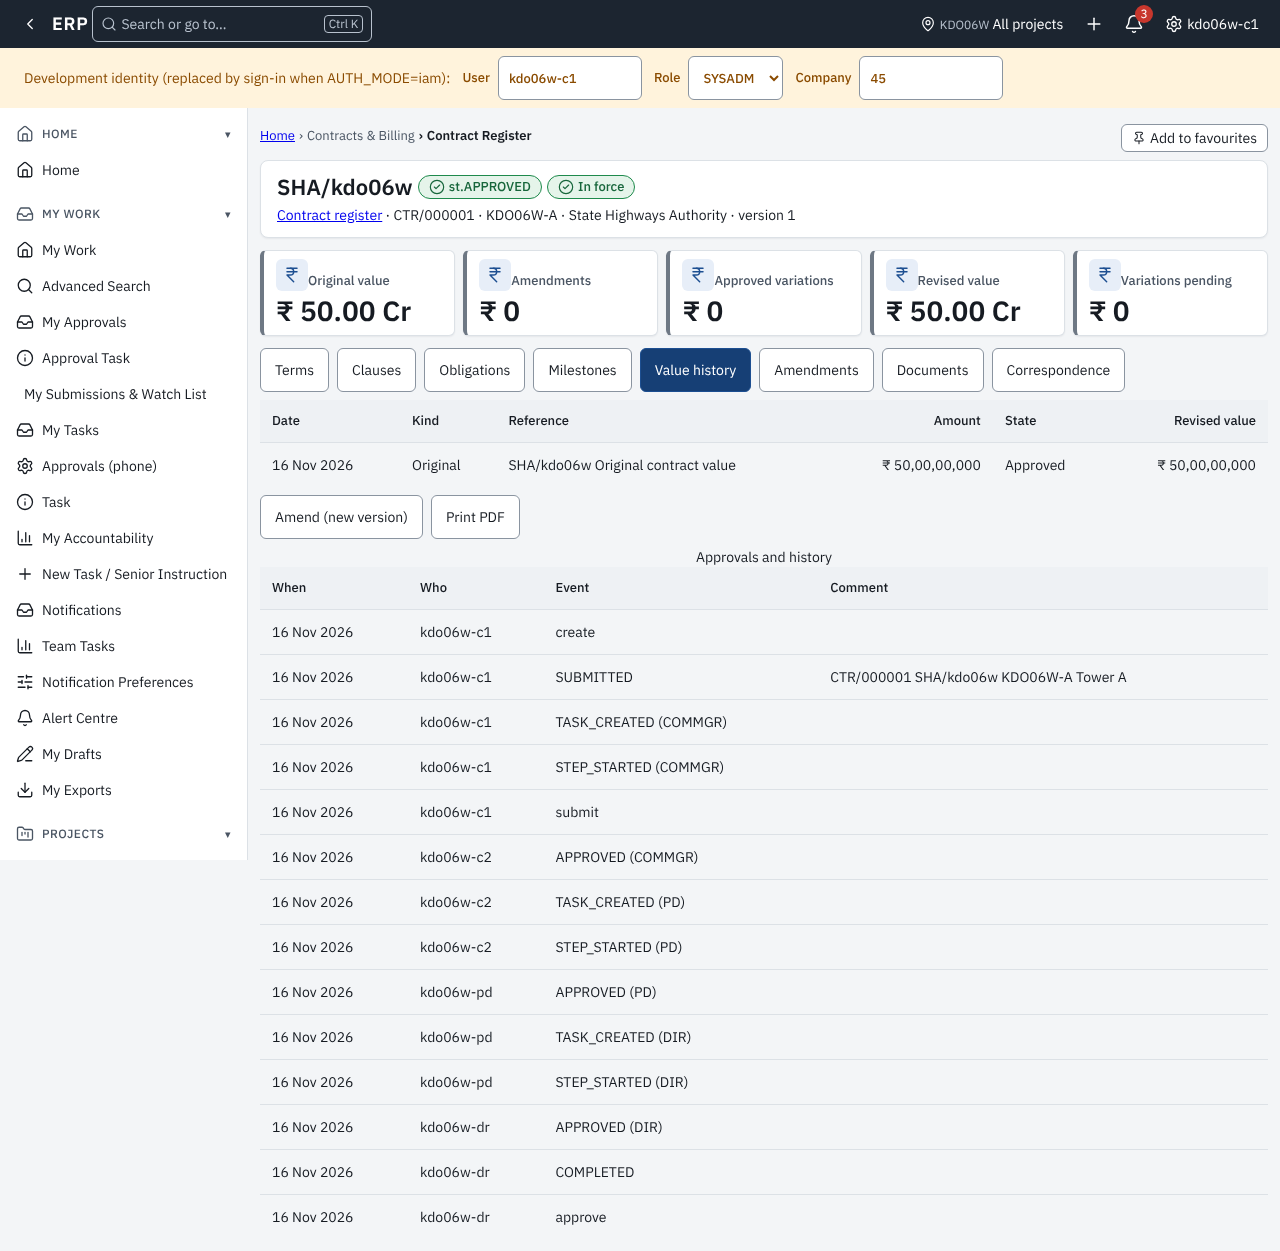 ERP
Search or go to... Ctrl K
KDO06W All projects
3
kdo06w-c1
Development identity (replaced by sign-in when AUTH_MODE=iam): User kdo06w-c1 Role SYSADM Company 45
HOME
Home
MY WORK
My Work
Advanced Search
My Approvals
Approval Task
My Submissions & Watch List
My Tasks
Approvals (phone)
Task
My Accountability
New Task / Senior Instruction
Notifications
Team Tasks
Notification Preferences
Alert Centre
My Drafts
My Exports
PROJECTS
Home › Contracts & Billing › Contract Register
Add to favourites
SHA/kdo06w st.APPROVED In force
Contract register · CTR/000001 · KDO06W-A · State Highways Authority · version 1
₹ Original value
₹ 50.00 Cr
₹ Amendments
₹ 0
₹ Approved variations
₹ 0
₹ Revised value
₹ 50.00 Cr
₹ Variations pending
₹ 0
Terms Clauses Obligations Milestones Value history Amendments Documents Correspondence
Date Kind Reference Amount State Revised value
16 Nov 2026 Original SHA/kdo06w Original contract value ₹ 50,00,00,000 Approved ₹ 50,00,00,000
Amend (new version) Print PDF
Approvals and history
When Who Event Comment
16 Nov 2026 kdo06w-c1 create
16 Nov 2026 kdo06w-c1 SUBMITTED CTR/000001 SHA/kdo06w KDO06W-A Tower A
16 Nov 2026 kdo06w-c1 TASK_CREATED (COMMGR)
16 Nov 2026 kdo06w-c1 STEP_STARTED (COMMGR)
16 Nov 2026 kdo06w-c1 submit
16 Nov 2026 kdo06w-c2 APPROVED (COMMGR)
16 Nov 2026 kdo06w-c2 TASK_CREATED (PD)
16 Nov 2026 kdo06w-c2 STEP_STARTED (PD)
16 Nov 2026 kdo06w-pd APPROVED (PD)
16 Nov 2026 kdo06w-pd TASK_CREATED (DIR)
16 Nov 2026 kdo06w-pd STEP_STARTED (DIR)
16 Nov 2026 kdo06w-dr APPROVED (DIR)
16 Nov 2026 kdo06w-dr COMPLETED
16 Nov 2026 kdo06w-dr approve